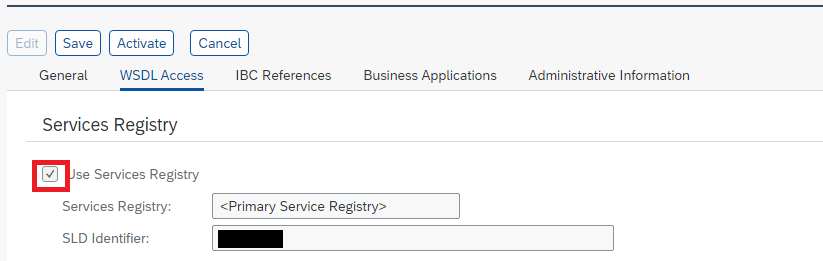 Edit Save Activate Cancel
General WSDL Access IBC References Business Applications Administrative Information
Services Registry
Use Services Registry
Services Registry: <Primary Service Registry>
SLD Identifier: